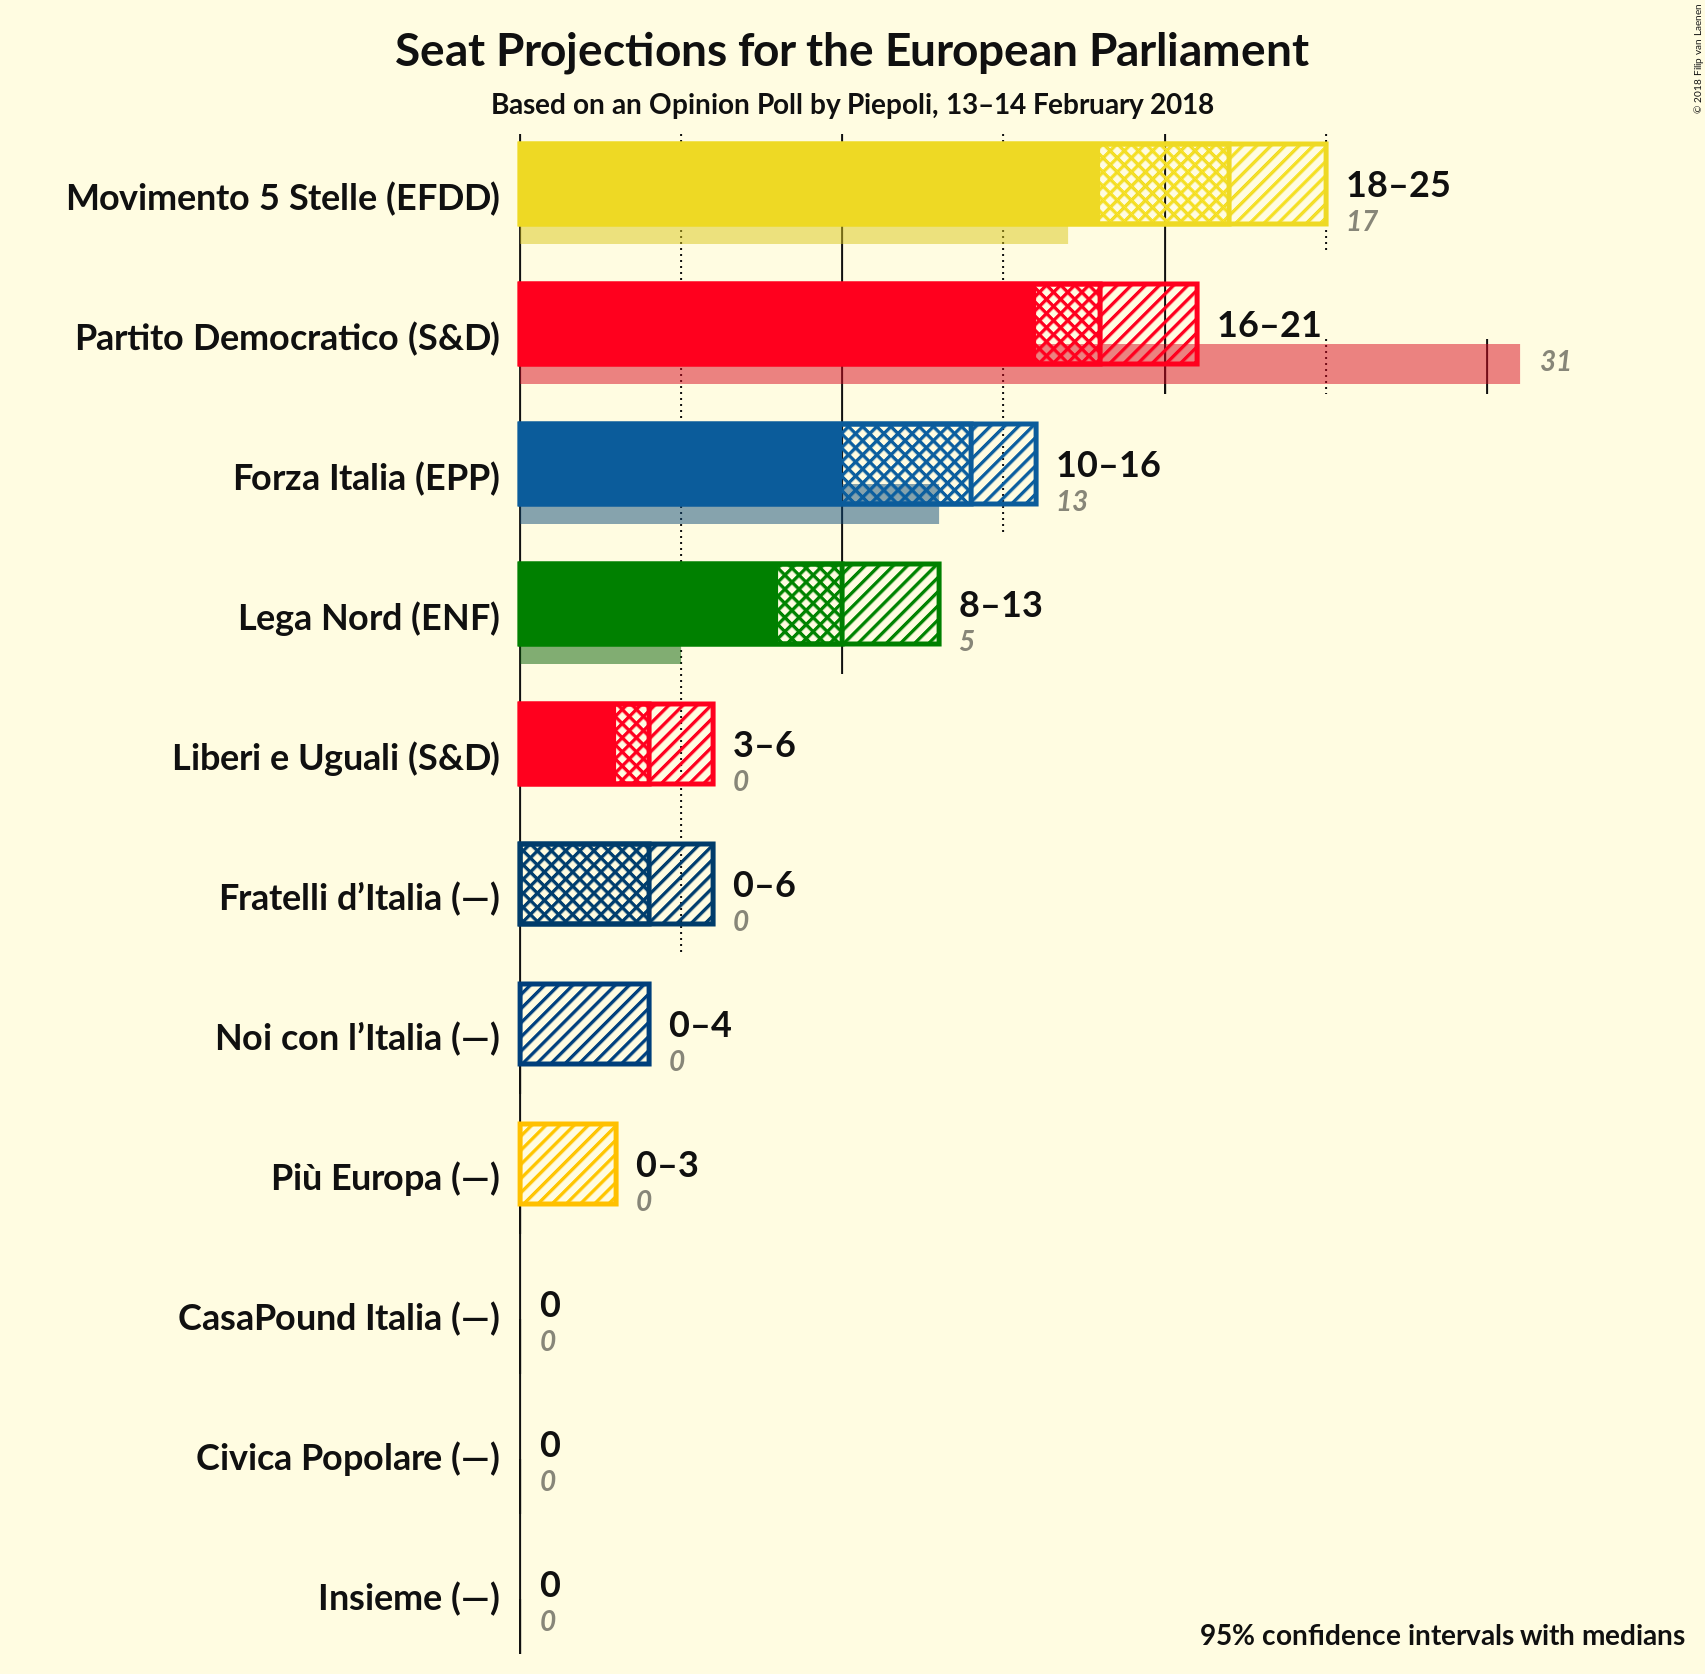 Seat Projections for the European Parliament
Based on an Opinion Poll by Piepoli, 13–14 February 2018
© 2018 Filip van Laenen
Movimento 5 Stelle (EFDD)
18–25
17
Partito Democratico (S&D)
16–21
31
Forza Italia (EPP)
10–16
13
Lega Nord (ENF)
8–13
5
Liberi e Uguali (S&D)
3–6
0
Fratelli d’Italia (—)
0–6
0
Noi con l’Italia (—)
0–4
0
Più Europa (—)
0–3
0
CasaPound Italia (—)
0
0
Civica Popolare (—)
0
0
Insieme (—)
0
0
95% confidence intervals with medians